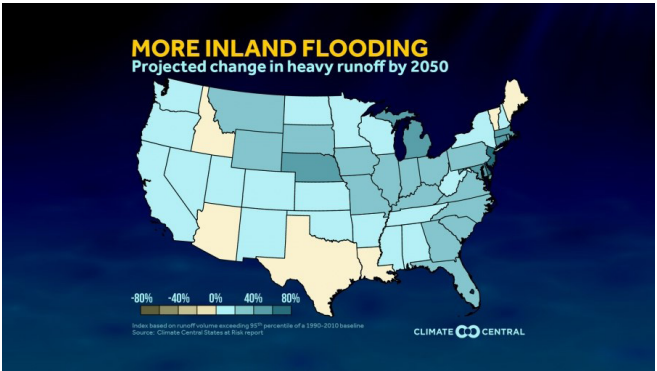 MORE INLAND FLOODING
Projected change in heavy runoff by 2050
-80% -40% 0% 40% 80%
Index based on runoff volume exceeding 95TH percentile of a 1990-2010 baseline
Source: Climate Central States at Risk report
CLIMATE CENTRAL